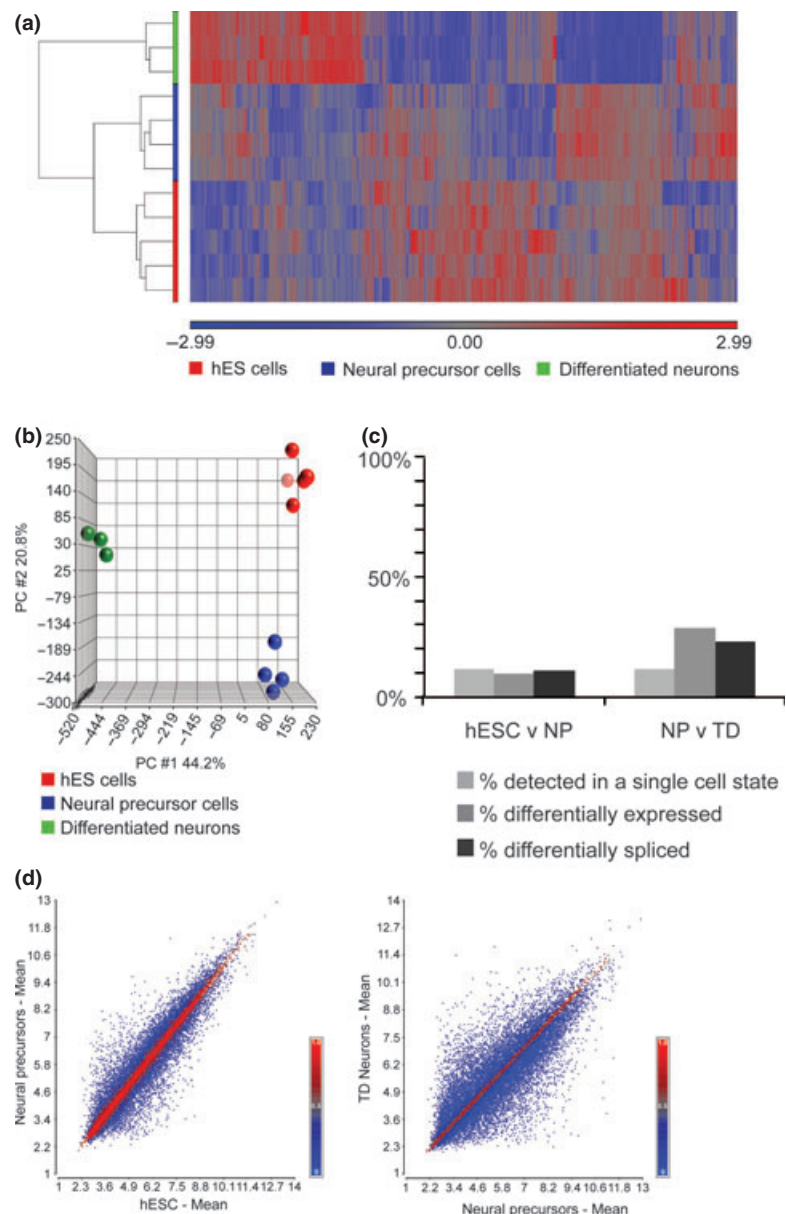 (a)
−2.99 0.00 2.99
hES cells Neural precursor cells Differentiated neurons
(b)
250
195
140
85
30
25
−79
−134
−189
−244
−300
PC #2 20.8%
−520 −444 −369 −294 −219 −145 −69 5 80 155 230
PC #1 44.2%
hES cells
Neural precursor cells
Differentiated neurons
(c)
100%
50%
0%
hESC v NP NP v TD
% detected in a single cell state
% differentially expressed
% differentially spliced
(d)
13
11.8
10.6
9.4
8.2
7
5.8
4.6
3.4
2.2
1
Neural precursors - Mean
1 2.3 3.6 4.9 6.2 7.5 8.8 10.1 11.4 12.7 14
hESC - Mean
14
12.7
11.4
10.1
8.8
7.5
6.2
4.9
3.6
2.3
1
TD Neurons - Mean
1 2.2 3.4 4.6 5.8 7 8.2 9.4 10.6 11.8 13
Neural precursors - Mean